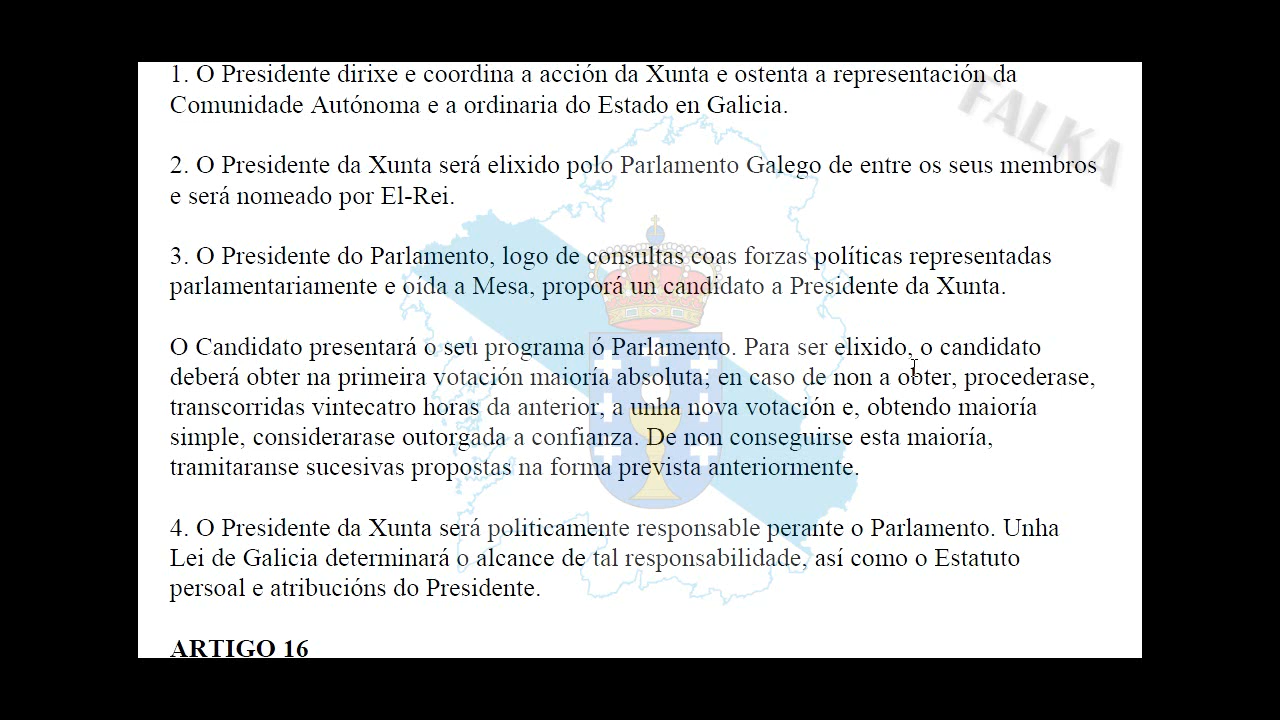 1. O Presidente dirixe e coordina a acción da Xunta e ostenta a representación da
Comunidade Autónoma e a ordinaria do Estado en Galicia.
FALKA
2. O Presidente da Xunta será elixido polo Parlamento Galego de entre os seus membros
e será nomeado por El-Rei.
3. O Presidente do Parlamento, logo de consultas coas forzas políticas representadas
parlamentariamente e oída a Mesa, proporá un candidato a Presidente da Xunta.
O Candidato presentará o seu programa ó Parlamento. Para ser elixido, o candidato
deberá obter na primeira votación maioría absoluta; en caso de non a obter, procederase,
transcorridas vintecatro horas da anterior, a unha nova votación e, obtendo maioría
simple, considerarase outorgada a confianza. De non conseguirse esta maioría,
tramitaranse sucesivas propostas na forma prevista anteriormente.
4. O Presidente da Xunta será politicamente responsable perante o Parlamento. Unha
Lei de Galicia determinará o alcance de tal responsabilidade, así como o Estatuto
persoal e atribucións do Presidente.
ARTIGO 16